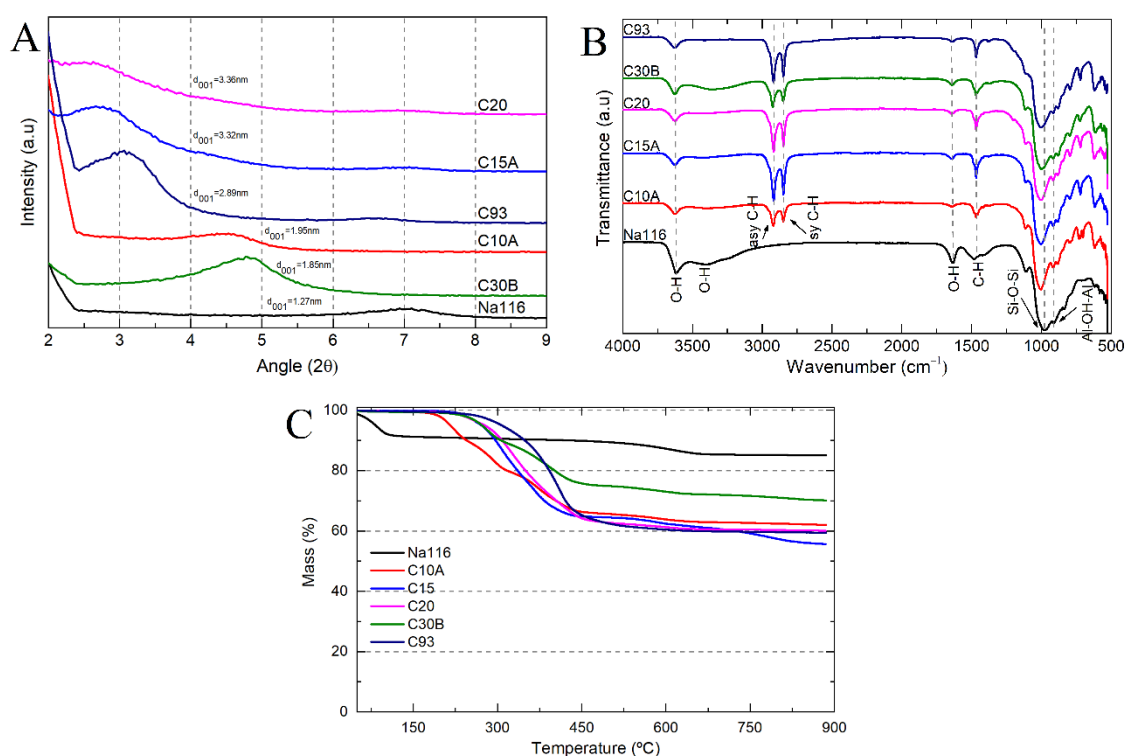 A
Intensity (a.u)
d001=3.36nm
C20
d001=3.32nm
C15A
d001=2.89nm
C93
d001=1.95nm
C10A
d001=1.85nm
C30B
d001=1.27nm
Na116
2 3 4 5 6 7 8 9
Angle (2θ)
B
Transmittance (a.u)
C93
C30B
C20
C15A
C10A
Na116
O-H
O-H
asy C-H
sy C-H
O-H
C-H
Si-O-Si
Al-OH-Al
4000 3500 3000 2500 2000 1500 1000 500
Wavenumber (cm⁻¹)
C
Mass (%)
100
80
60
40
20
0
Na116
C10A
C15
C20
C30B
C93
150 300 450 600 750 900
Temperature (ºC)